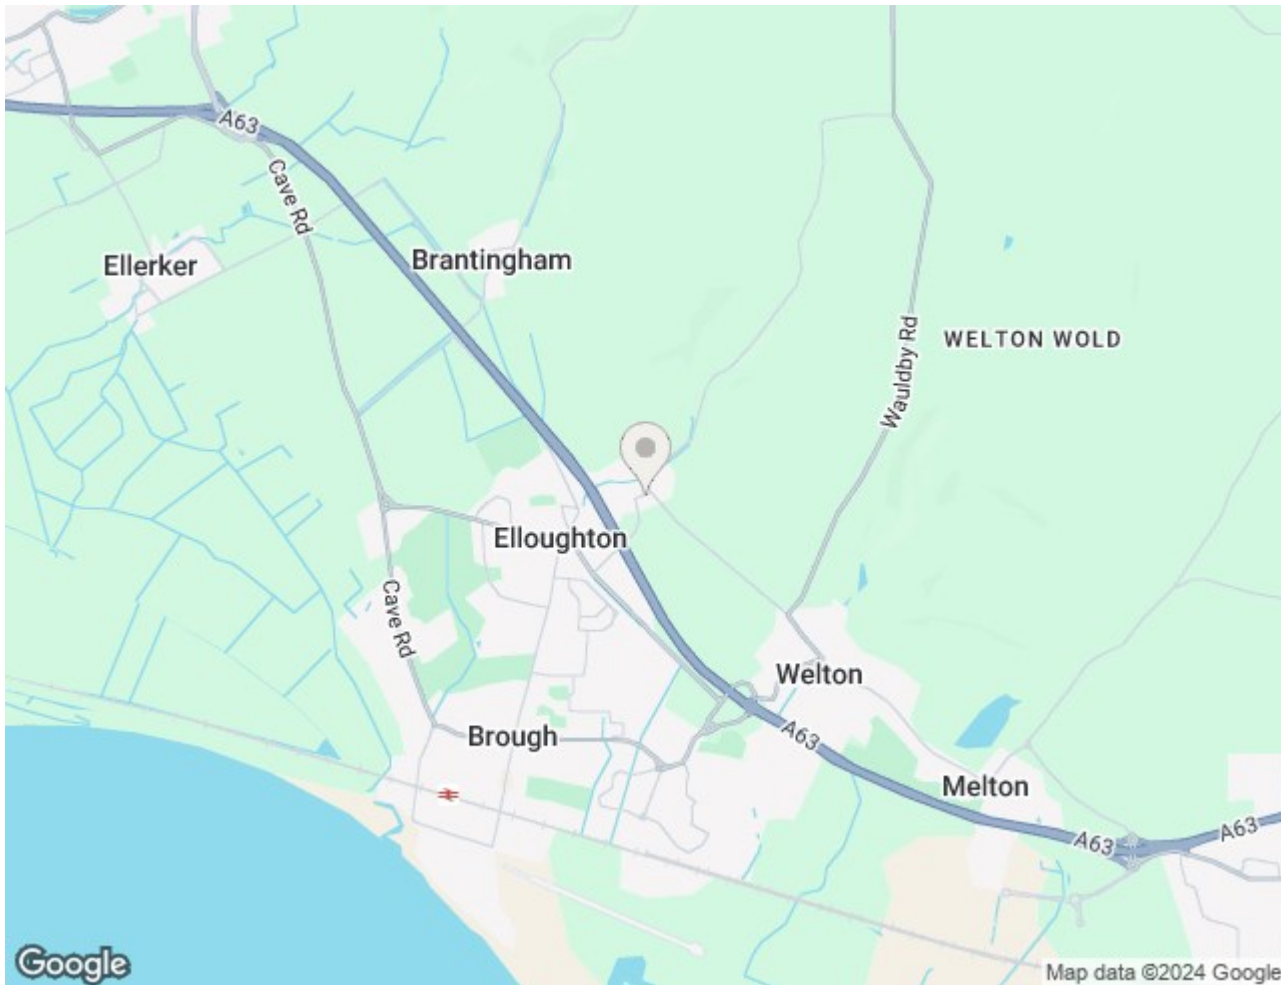 A63
Cave Rd
Ellerker
Brantingham
Wauldby Rd
WELTON WOLD
Elloughton
Cave Rd
Welton
Brough
A63
Melton
A63
A63
Google
Map data ©2024 Google